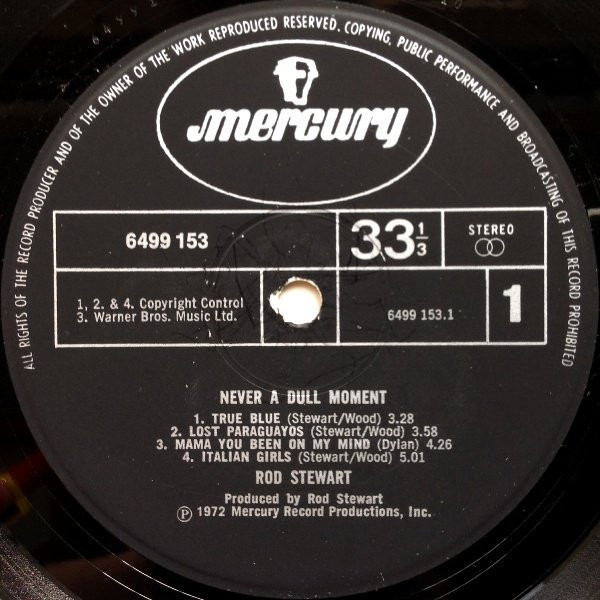 ALL RIGHTS OF THE RECORD PRODUCER AND OF THE OWNER OF THE WORK REPRODUCED RESERVED. COPYING, PUBLIC PERFORMANCE AND BROADCASTING OF THIS RECORD PROHIBITED
mercury
6499 153
33 1/3
STEREO
1, 2. & 4. Copyright Control
3. Warner Bros. Music Ltd.
6499 153.1
1
NEVER A DULL MOMENT
1. TRUE BLUE (Stewart/Wood) 3.28
2. LOST PARAGUAYOS (Stewart/Wood) 3.58
3. MAMA YOU BEEN ON MY MIND (Dylan) 4.26
4. ITALIAN GIRLS (Stewart/Wood) 5.01
ROD STEWART
Produced by Rod Stewart
Ⓟ 1972 Mercury Record Productions, Inc.